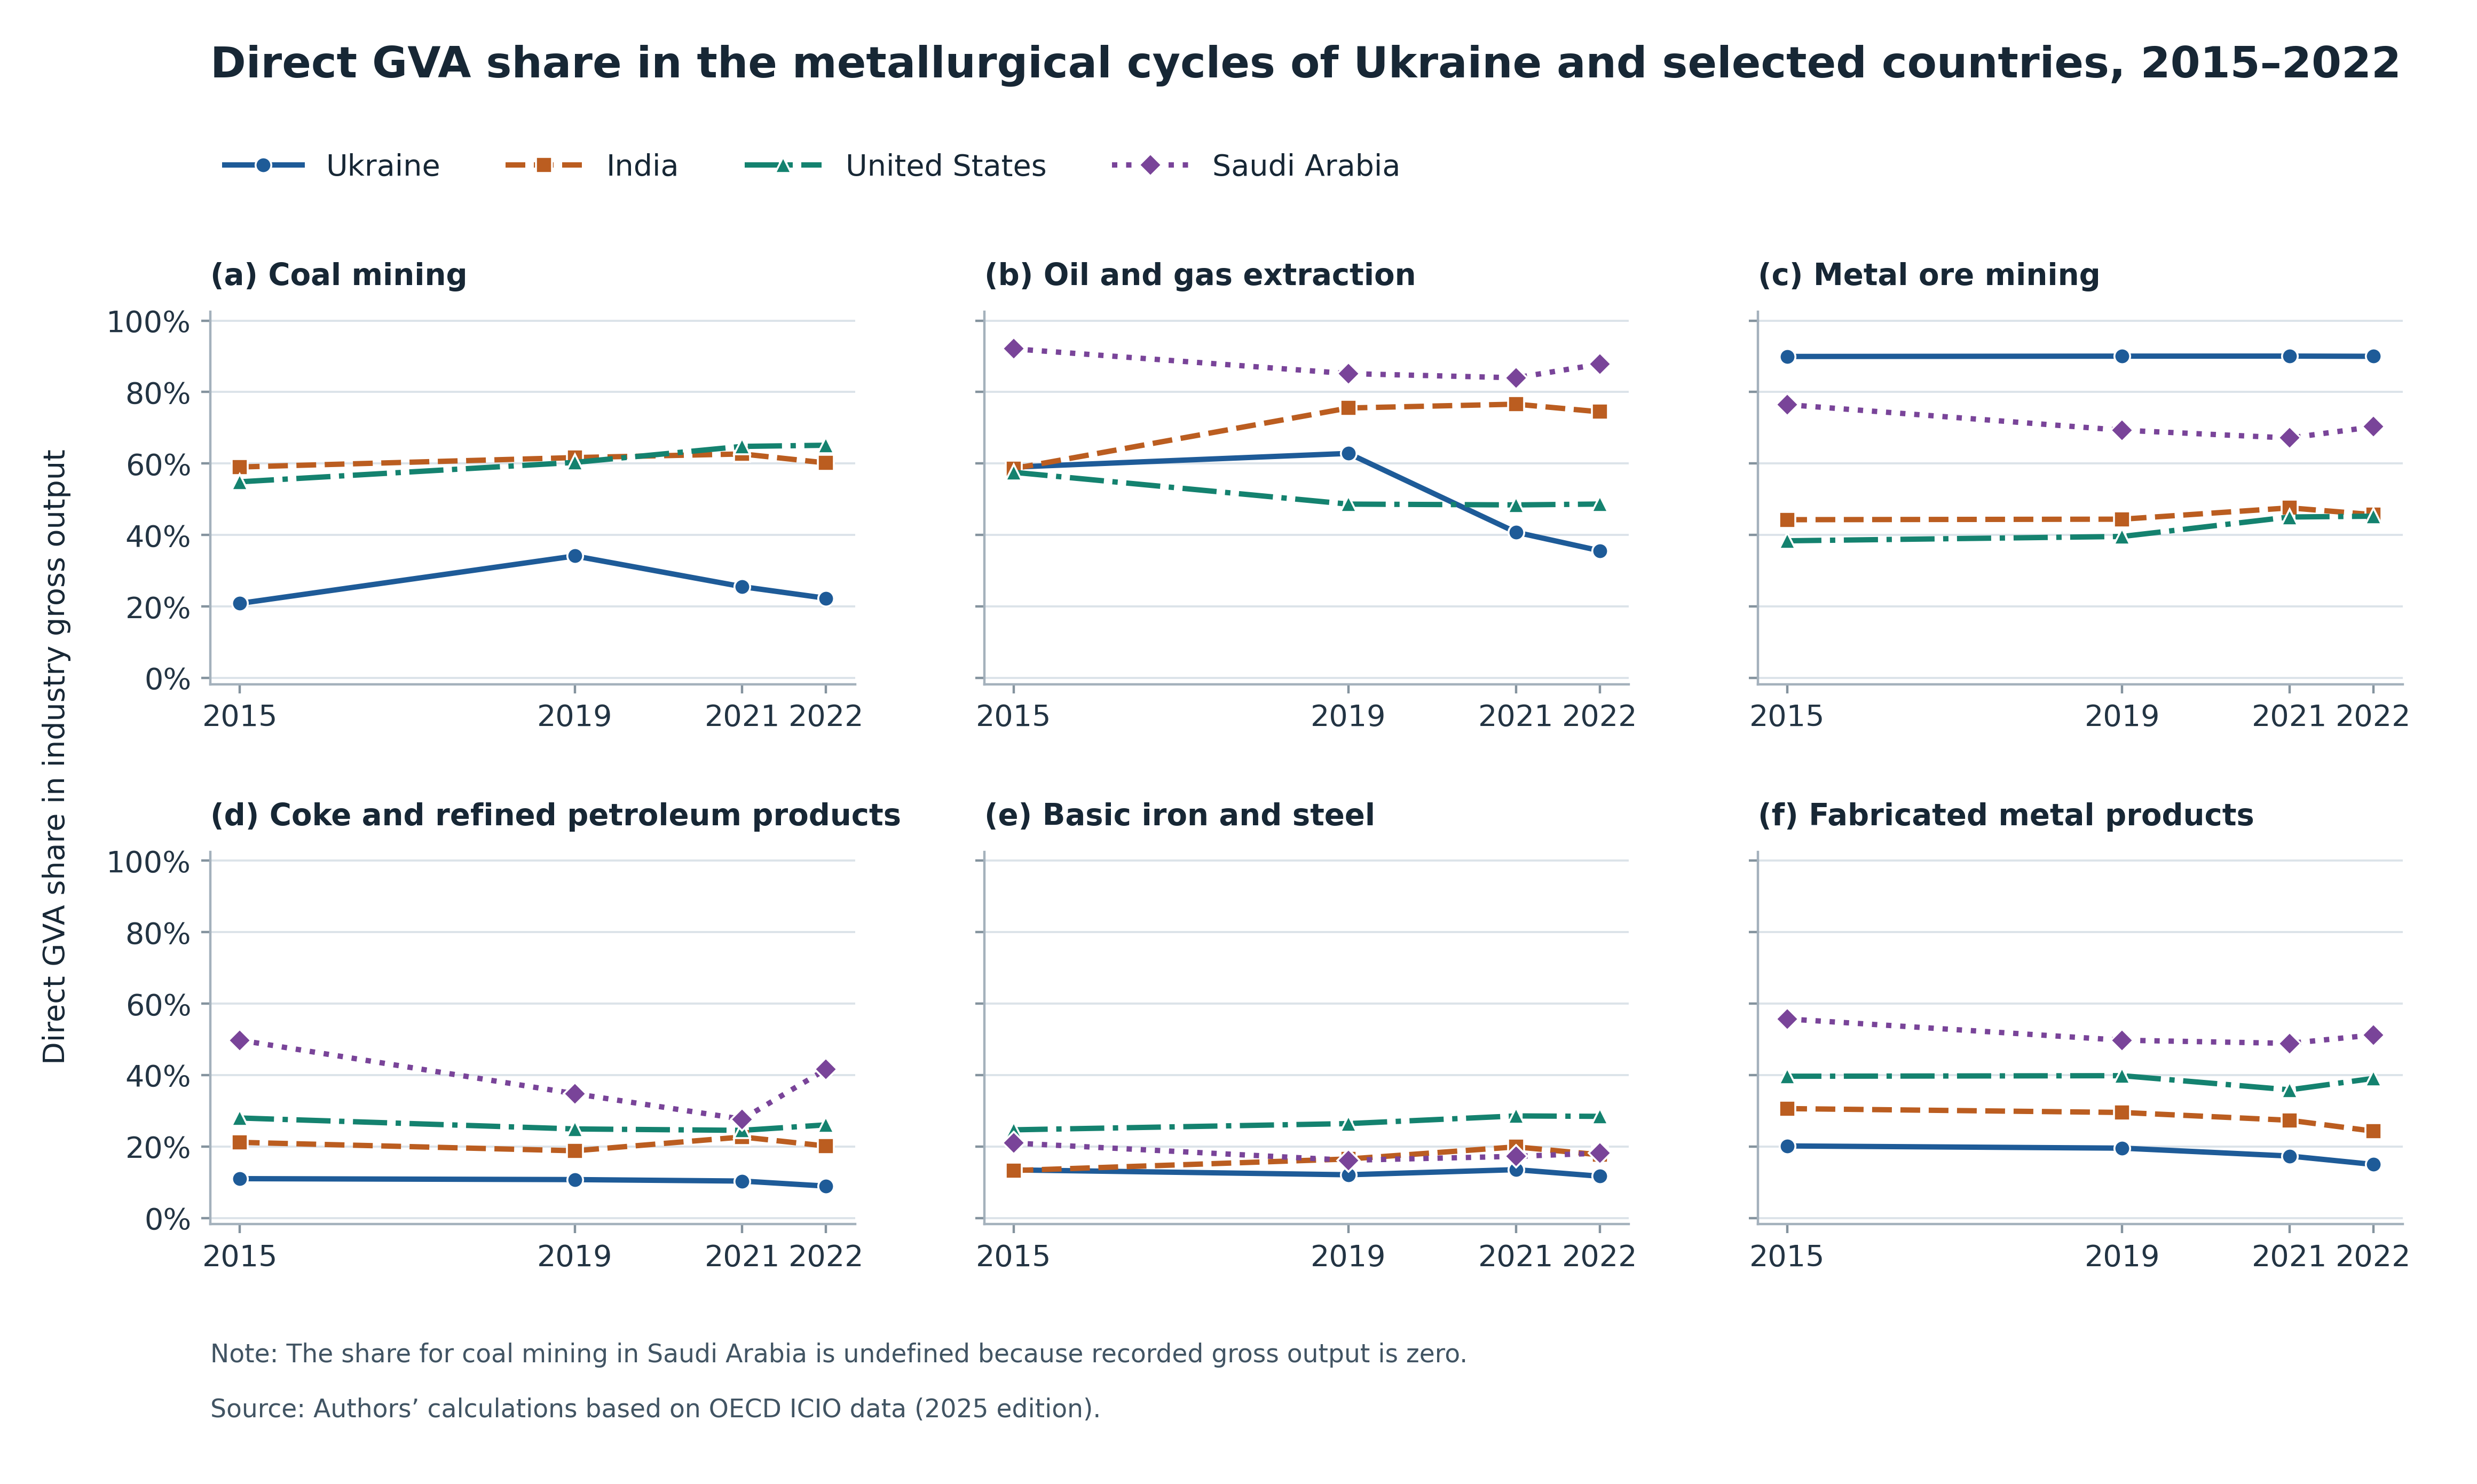 Direct GVA share in the metallurgical cycles of Ukraine and selected countries, 2015–2022
Ukraine
India
United States
Saudi Arabia
Direct GVA share in industry gross output
(a) Coal mining
100%
80%
60%
40%
20%
0%
2015 2019 2021 2022
(b) Oil and gas extraction
2015 2019 2021 2022
(c) Metal ore mining
2015 2019 2021 2022
(d) Coke and refined petroleum products
100%
80%
60%
40%
20%
0%
2015 2019 2021 2022
(e) Basic iron and steel
2015 2019 2021 2022
(f) Fabricated metal products
2015 2019 2021 2022
Note: The share for coal mining in Saudi Arabia is undefined because recorded gross output is zero.
Source: Authors’ calculations based on OECD ICIO data (2025 edition).